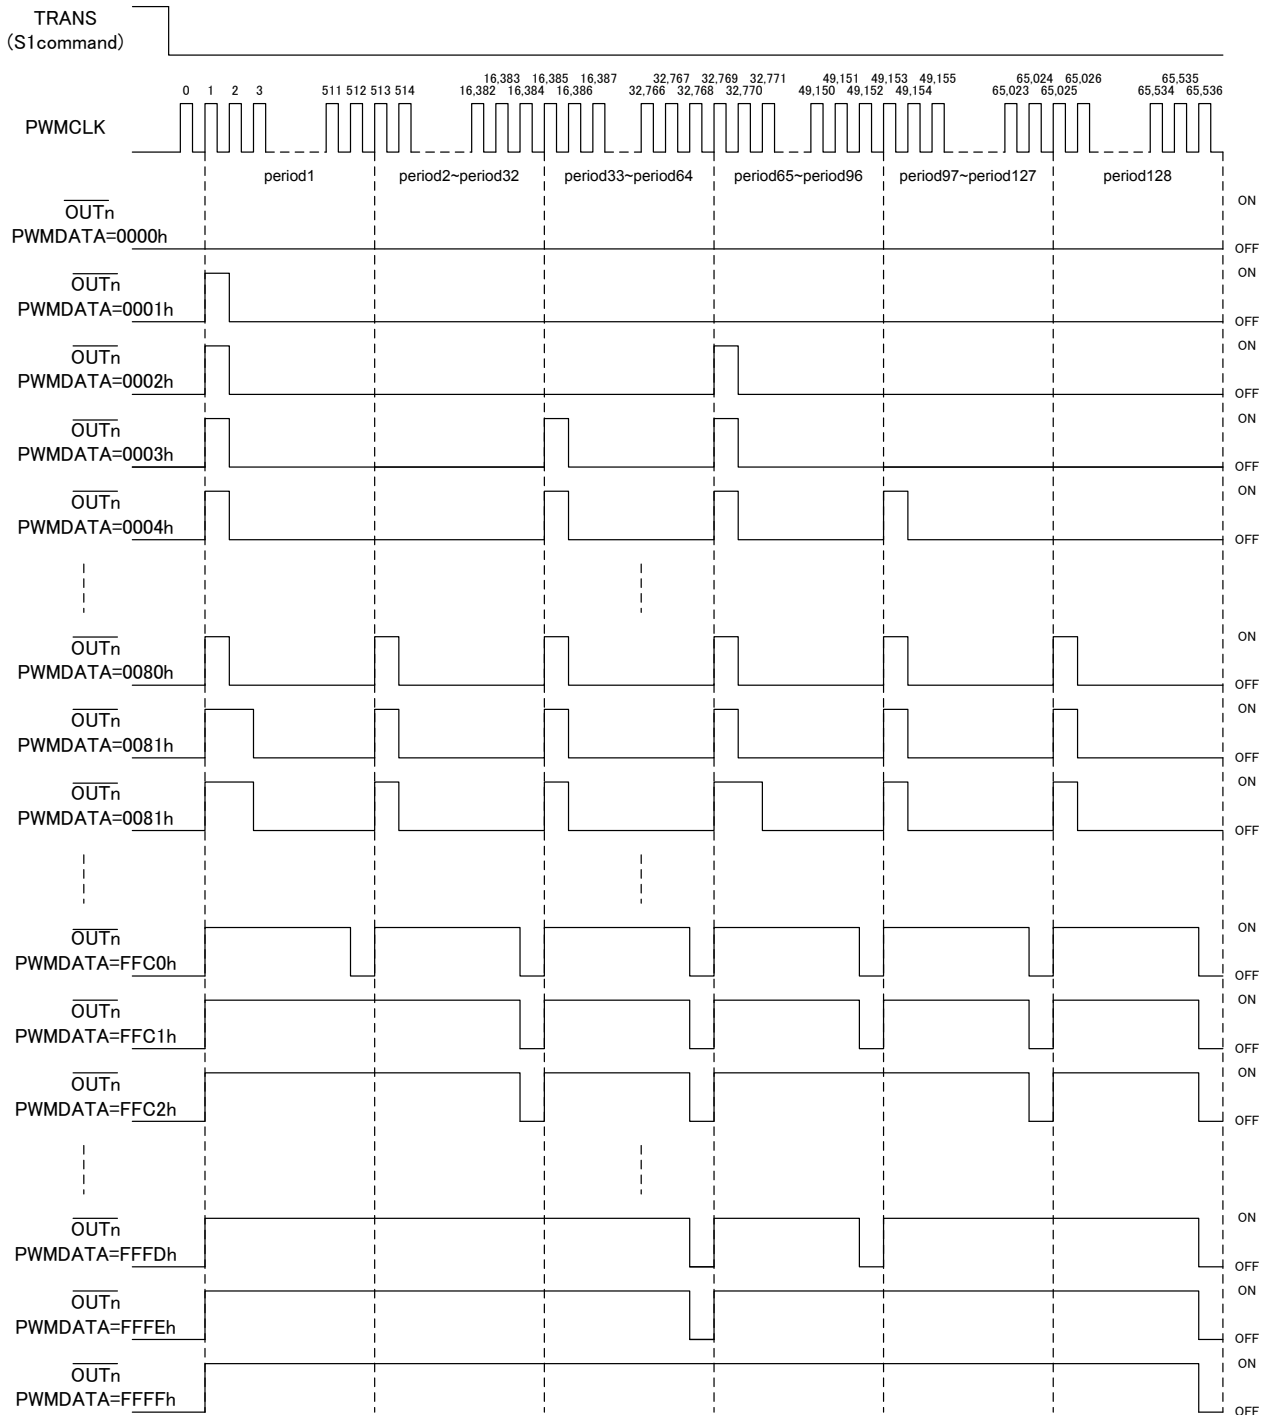 TRANS
(S1command)
16,383 16,385 16,387 32,767 32,769 32,771 49,151 49,153 49,155 65,024 65,026 65,535
0 1 2 3 511 512 513 514 16,382 16,384 16,386 32,766 32,768 32,770 49,150 49,152 49,154 65,023 65,025 65,534 65,536
PWMCLK
period1 period2~period32 period33~period64 period65~period96 period97~period127 period128
OUTn ON
PWMDATA=0000h OFF
OUTn ON
PWMDATA=0001h OFF
OUTn ON
PWMDATA=0002h OFF
OUTn ON
PWMDATA=0003h OFF
OUTn ON
PWMDATA=0004h OFF
OUTn ON
PWMDATA=0080h OFF
OUTn ON
PWMDATA=0081h OFF
OUTn ON
PWMDATA=0081h OFF
OUTn ON
PWMDATA=FFC0h OFF
OUTn ON
PWMDATA=FFC1h OFF
OUTn ON
PWMDATA=FFC2h OFF
OUTn ON
PWMDATA=FFFDh OFF
OUTn ON
PWMDATA=FFFEh OFF
OUTn ON
PWMDATA=FFFFh OFF